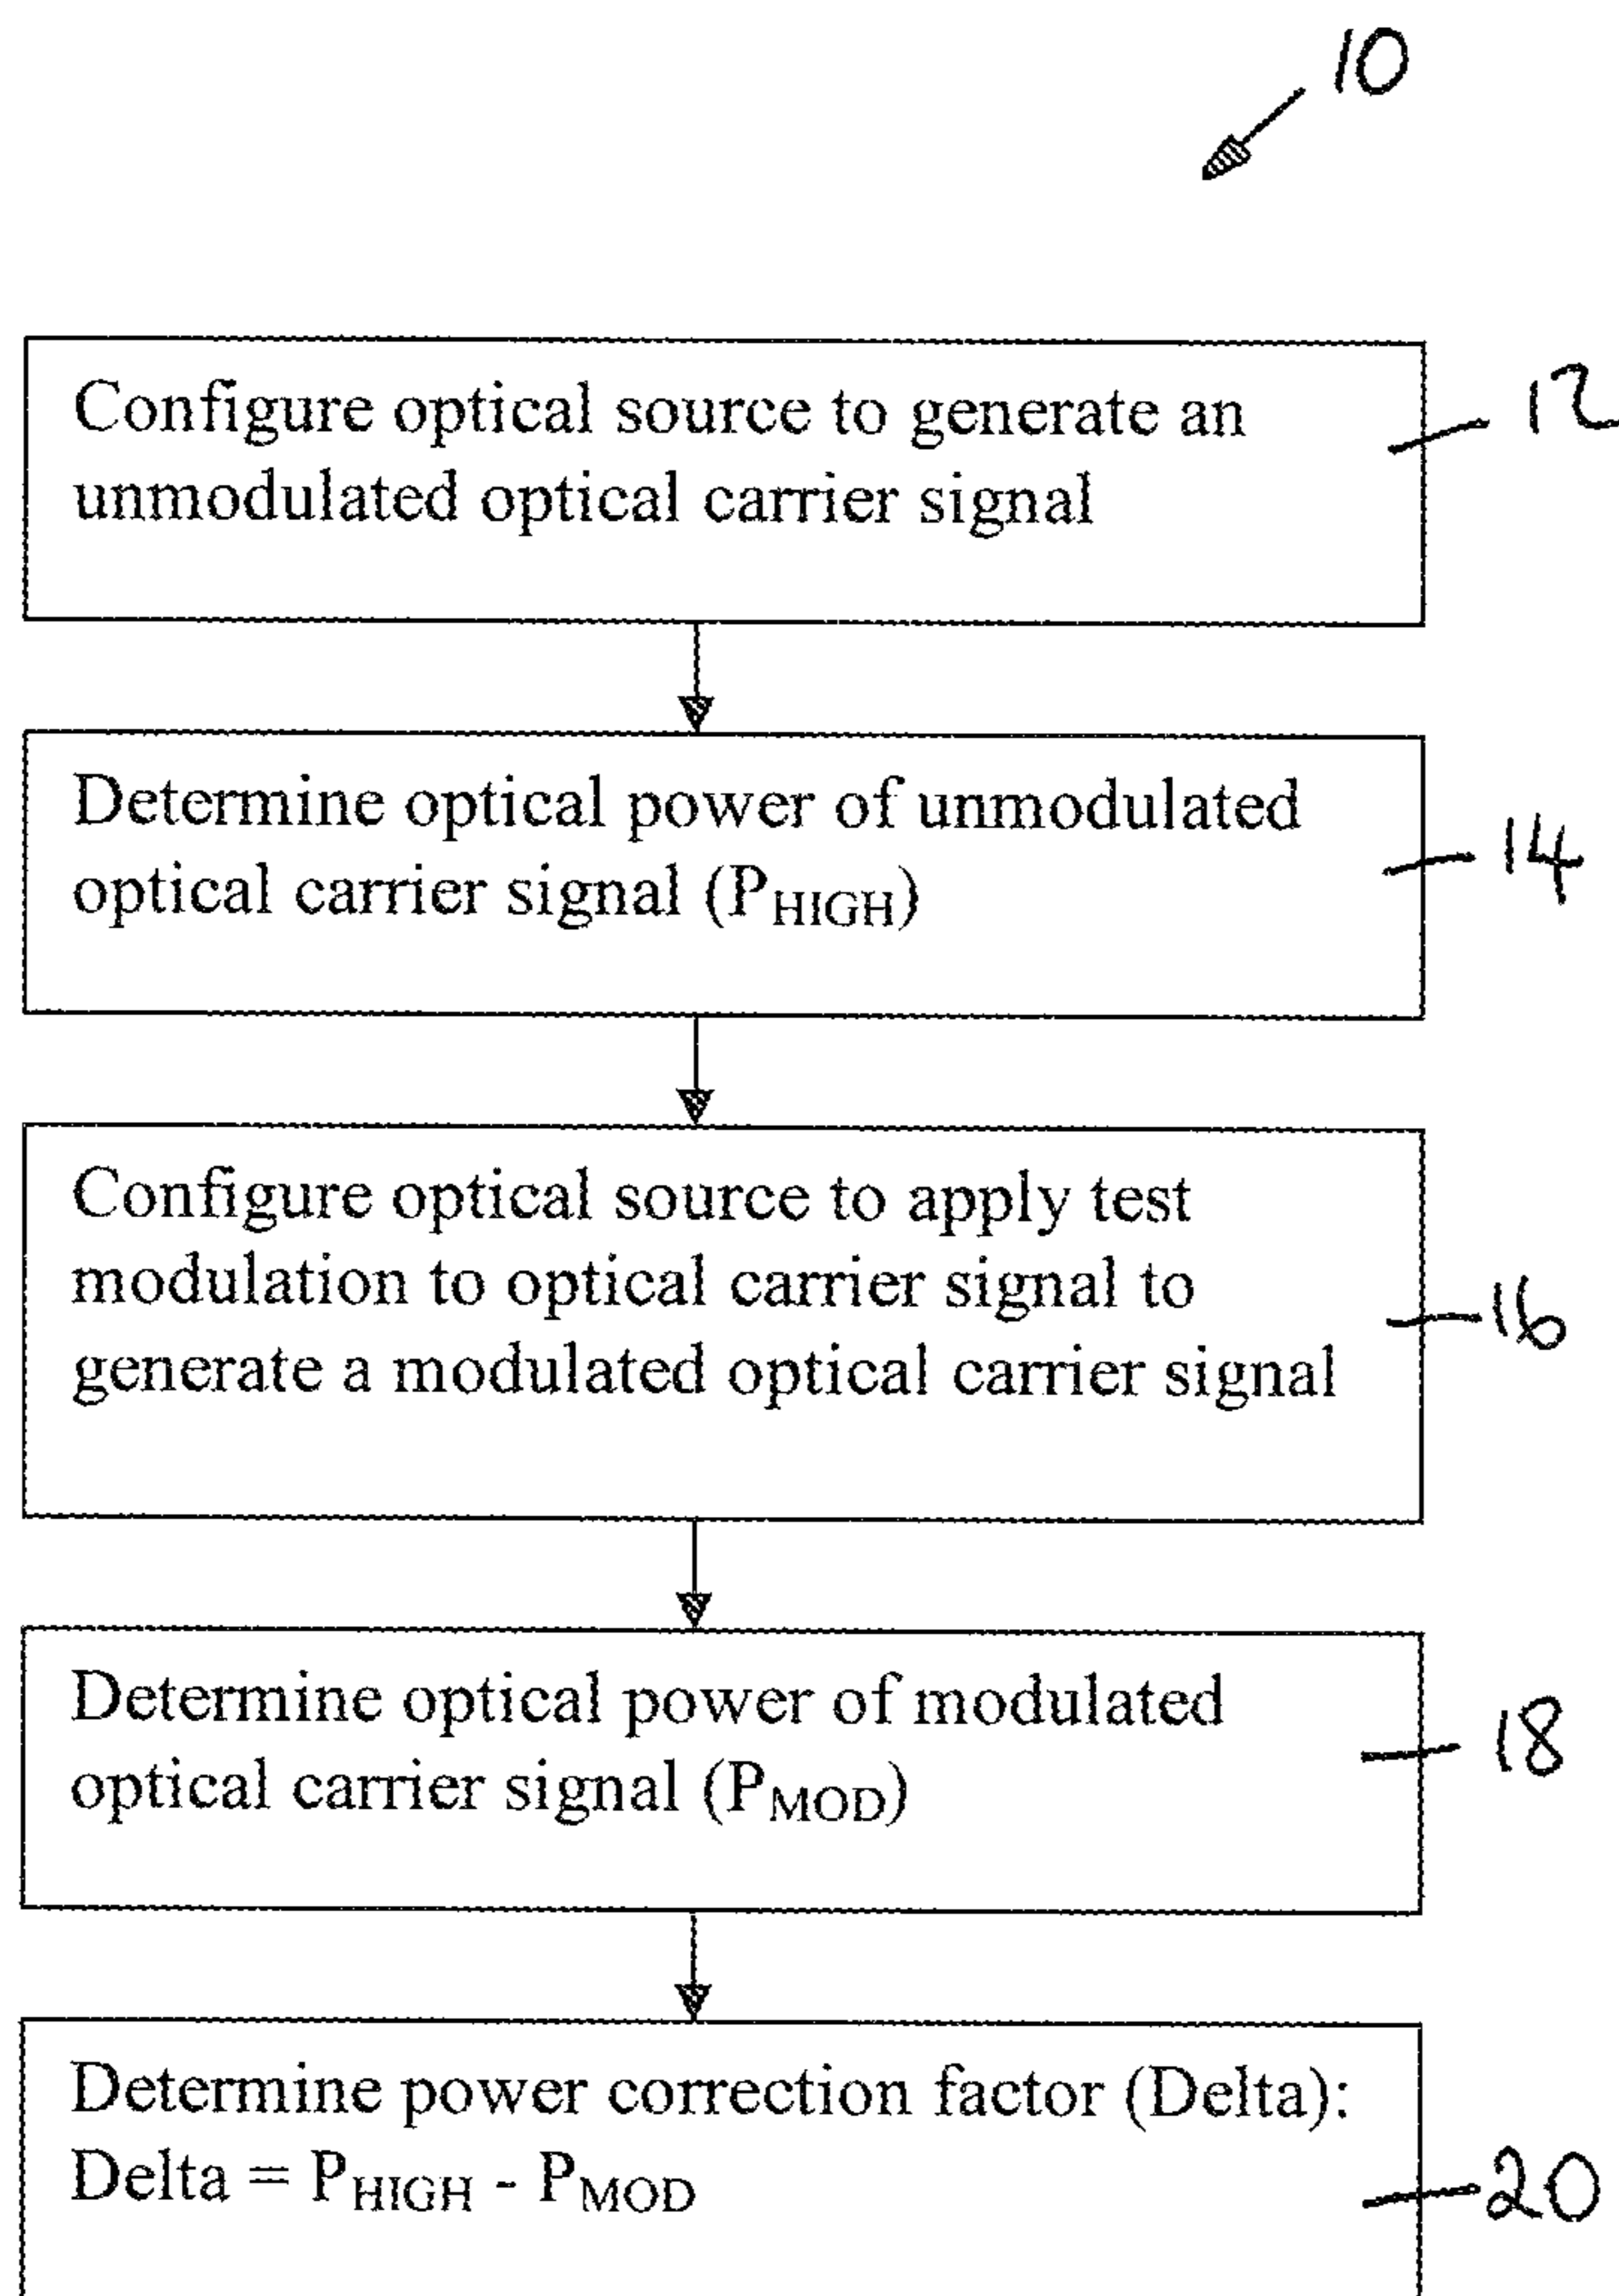 10
Configure optical source to generate an
unmodulated optical carrier signal
12
Determine optical power of unmodulated
optical carrier signal (PHIGH)
14
Configure optical source to apply test
modulation to optical carrier signal to
generate a modulated optical carrier signal
16
Determine optical power of modulated
optical carrier signal (PMOD)
18
Determine power correction factor (Delta):
Delta = PHIGH - PMOD
20